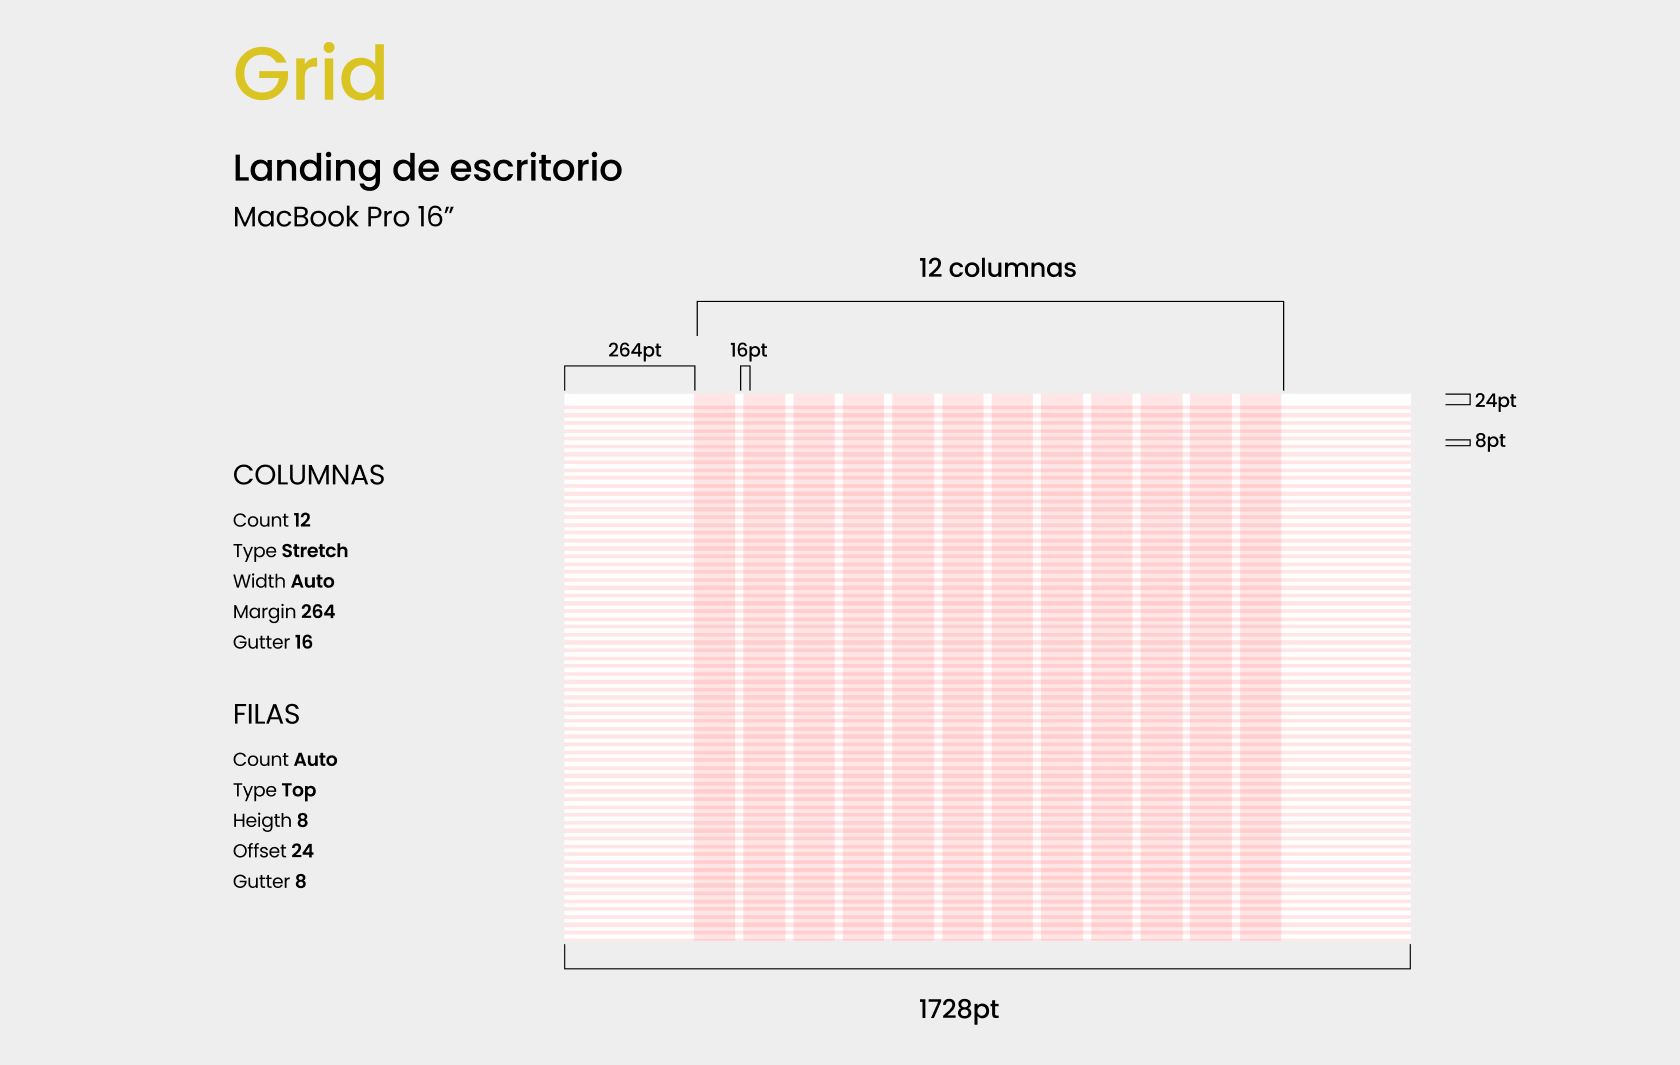 Grid
Landing de escritorio
MacBook Pro 16”
12 columnas
264pt
16pt
24pt
8pt
COLUMNAS
Count 12
Type Stretch
Width Auto
Margin 264
Gutter 16
FILAS
Count Auto
Type Top
Heigth 8
Offset 24
Gutter 8
1728pt